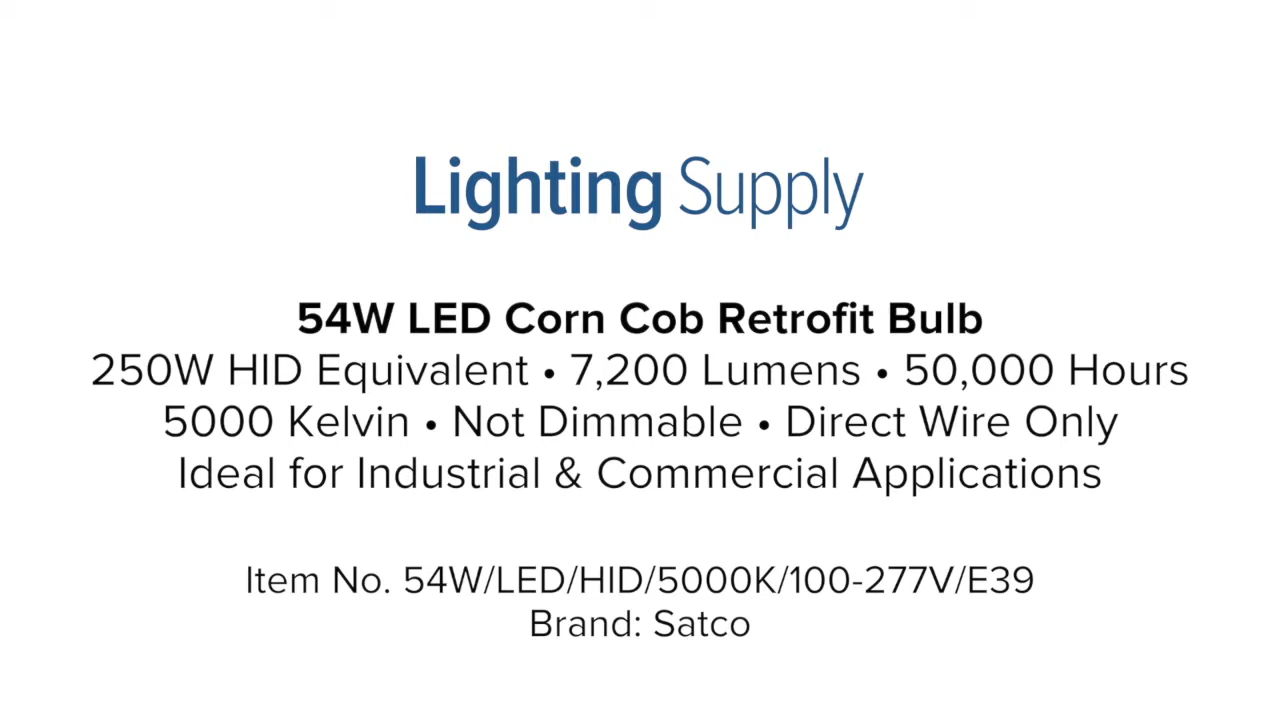 Lighting Supply
54W LED Corn Cob Retrofit Bulb
250W HID Equivalent • 7,200 Lumens • 50,000 Hours
5000 Kelvin • Not Dimmable • Direct Wire Only
Ideal for Industrial & Commercial Applications
Item No. 54W/LED/HID/5000K/100-277V/E39
Brand: Satco